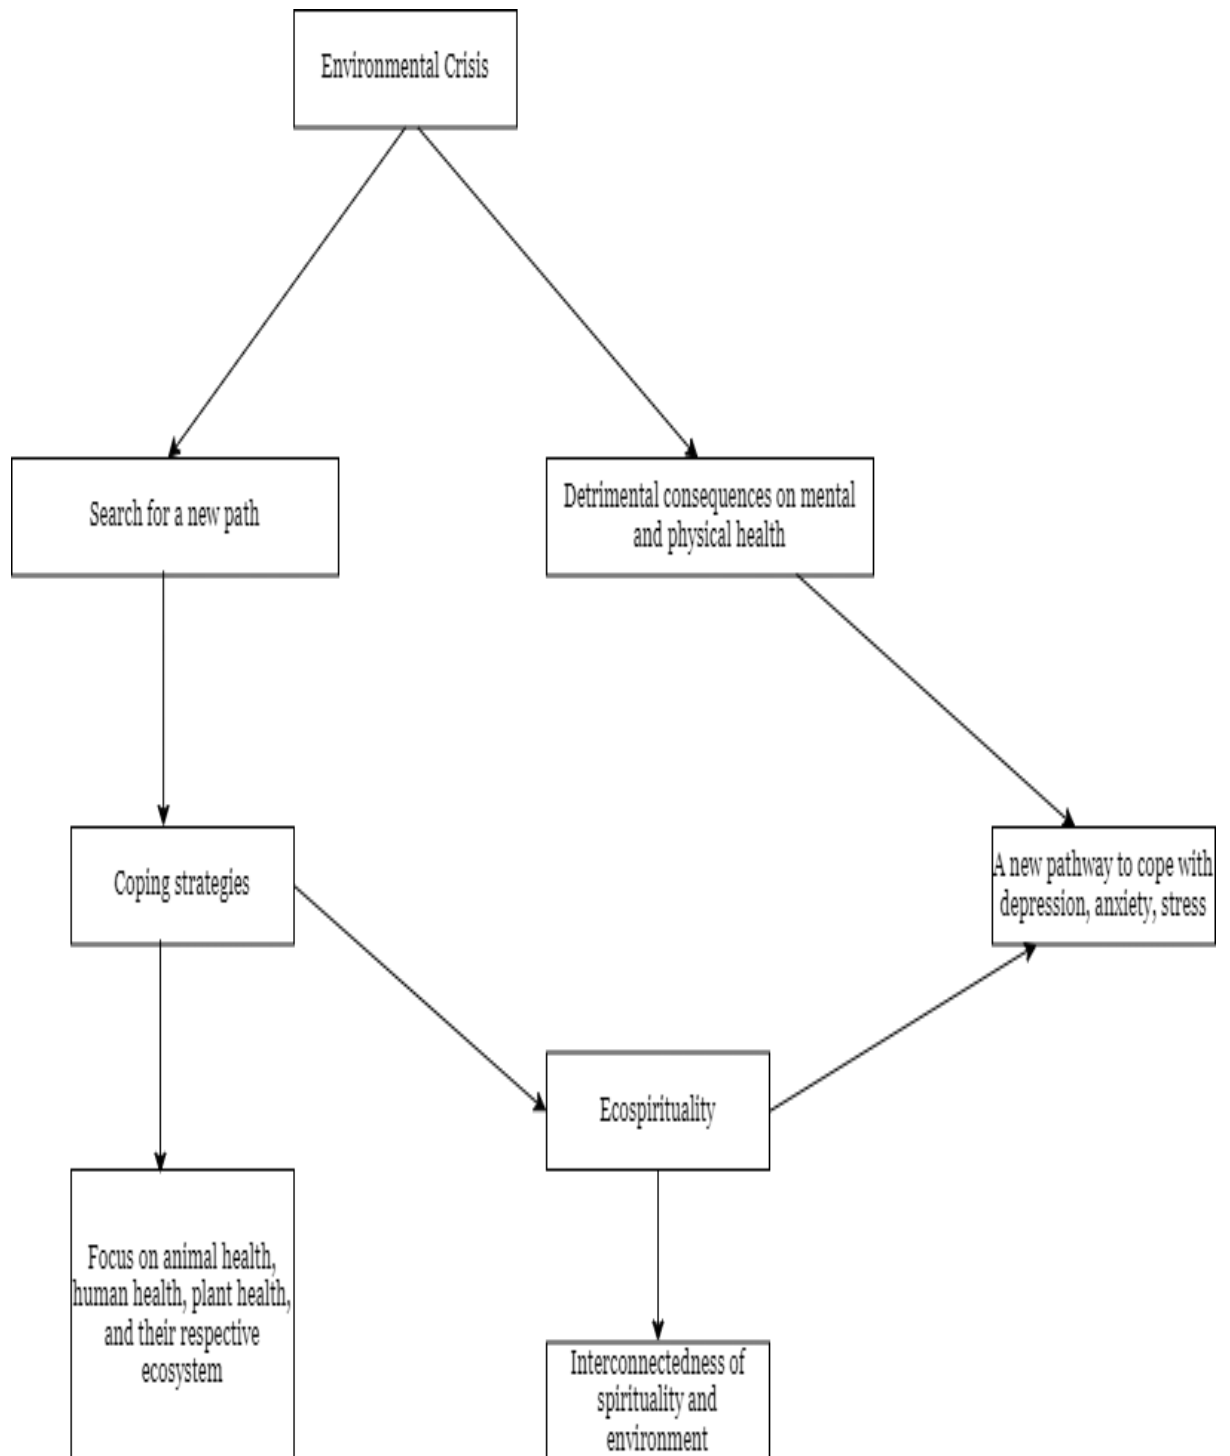 Environmental Crisis
Search for a new path
Detrimental consequences on mental
and physical health
Coping strategies
A new pathway to cope with
depression, anxiety, stress
Ecospirituality
Focus on animal health,
human health, plant health,
and their respective
ecosystem
Interconnectedness of
spirituality and
environment